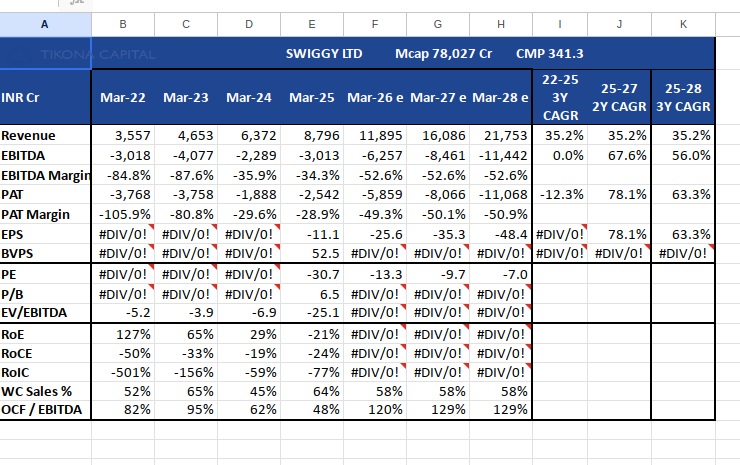 A B C D E F G H I J K
TIKONA CAPITAL SWIGGY LTD Mcap 78,027 Cr CMP 341.3
INR Cr Mar-22 Mar-23 Mar-24 Mar-25 Mar-26 e Mar-27 e Mar-28 e 22-25 3Y CAGR 25-27 2Y CAGR 25-28 3Y CAGR
Revenue 3,557 4,653 6,372 8,796 11,895 16,086 21,753 35.2% 35.2% 35.2%
EBITDA -3,018 -4,077 -2,289 -3,013 -6,257 -8,461 -11,442 0.0% 67.6% 56.0%
EBITDA Margin -84.8% -87.6% -35.9% -34.3% -52.6% -52.6% -52.6%
PAT -3,768 -3,758 -1,888 -2,542 -5,859 -8,066 -11,068 -12.3% 78.1% 63.3%
PAT Margin -105.9% -80.8% -29.6% -28.9% -49.3% -50.1% -50.9%
EPS #DIV/0! #DIV/0! #DIV/0! -11.1 -25.6 -35.3 -48.4 #DIV/0! 78.1% 63.3%
BVPS #DIV/0! #DIV/0! #DIV/0! 52.5 #DIV/0! #DIV/0! #DIV/0! #DIV/0! #DIV/0! #DIV/0!
PE #DIV/0! #DIV/0! #DIV/0! -30.7 -13.3 -9.7 -7.0
P/B #DIV/0! #DIV/0! #DIV/0! 6.5 #DIV/0! #DIV/0! #DIV/0!
EV/EBITDA -5.2 -3.9 -6.9 -25.1 #DIV/0! #DIV/0! #DIV/0!
RoE 127% 65% 29% -21% #DIV/0! #DIV/0! #DIV/0!
RoCE -50% -33% -19% -24% #DIV/0! #DIV/0! #DIV/0!
RoIC -501% -156% -59% -77% #DIV/0! #DIV/0! #DIV/0!
WC Sales % 52% 65% 45% 64% 58% 58% 58%
OCF / EBITDA 82% 95% 62% 48% 120% 129% 129%